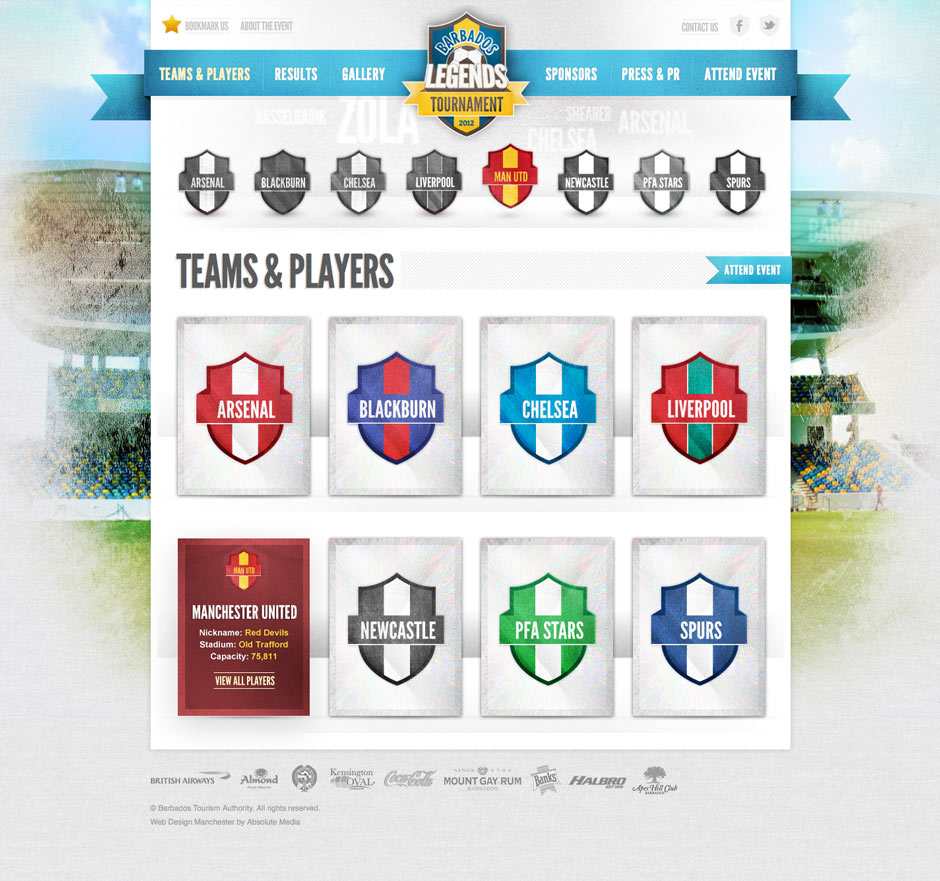 BOOKMARK US
ABOUT THE EVENT
CONTACT US
TEAMS & PLAYERS
RESULTS
GALLERY
BARBADOS
LEGENDS
TOURNAMENT
2012
SPONSORS
PRESS & PR
ATTEND EVENT
HASSELBAINK
ZOLA
CHELSEA
SHEARER
ARSENAL
ARSENAL
BLACKBURN
CHELSEA
LIVERPOOL
MAN UTD
NEWCASTLE
PFA STARS
SPURS
TEAMS & PLAYERS
ATTEND EVENT
ARSENAL
BLACKBURN
CHELSEA
LIVERPOOL
MAN UTD
MANCHESTER UNITED
Nickname: Red Devils
Stadium: Old Trafford
Capacity: 75,811
VIEW ALL PLAYERS
NEWCASTLE
PFA STARS
SPURS
BRITISH AIRWAYS
Almond
Kensington
OVAL
Coca-Cola
MOUNT GAY RUM
BARBADOS
Banks
HALBRO
Apes Hill Club
BARBADOS
© Barbados Tourism Authority. All rights reserved.
Web Design Manchester by Absolute Media